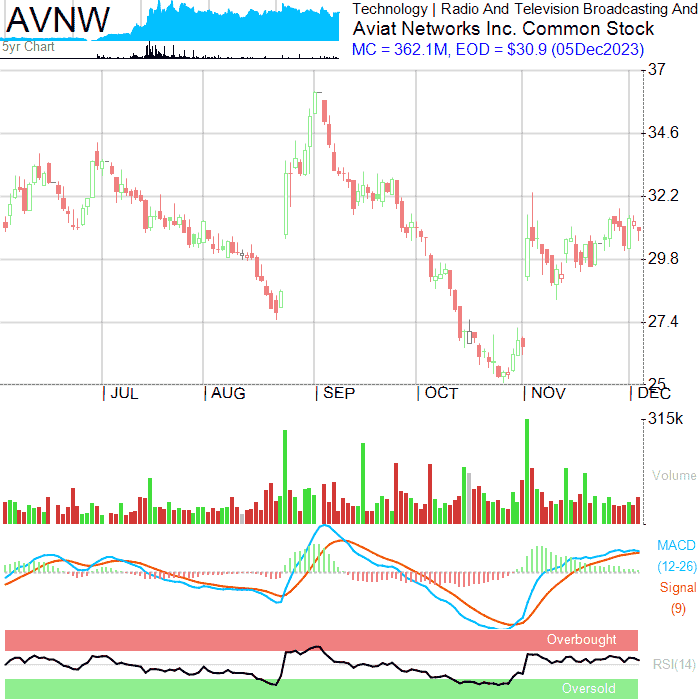 AVNW
5yr Chart
Technology | Radio And Television Broadcasting And
Aviat Networks Inc. Common Stock
MC = 362.1M, EOD = $30.9 (05Dec2023)
37
34.6
32.2
29.8
27.4
25
JUL AUG SEP OCT NOV DEC
315k
Volume
MACD
(12-26)
Signal
(9)
Overbought
RSI(14)
Oversold